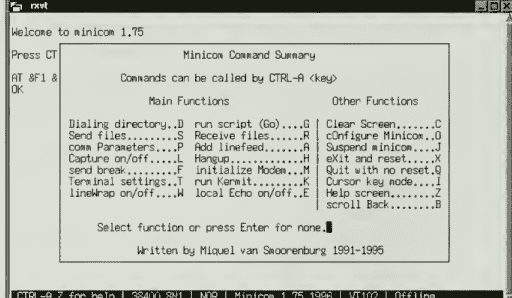 rxvt
Welcome to minicom 1.75
Press CT
AT &F1 &
OK
Minicom Command Summary
Commands can be called by CTRL-A <key>
Main Functions Other Functions
Dialing directory..D run script (Go)....G | Clear Screen.......C
Send files.........S Receive files......R | cOnfigure Minicom..O
comm Parameters....P Add linefeed.......A | Suspend minicom....J
Capture on/off.....L Hangup.............H | eXit and reset.....X
send break.........F initialize Modem...M | Quit with no reset.Q
Terminal settings..T run Kermit.........K | Cursor key mode....I
lineWrap on/off....W local Echo on/off..E | Help screen........Z
scroll Back........B
Select function or press Enter for none.
Written by Miquel van Smoorenburg 1991-1995
CTRL-A Z for help | 38400 8N1 | NOR | Minicom 1.75 1996 | VT102 | Offline